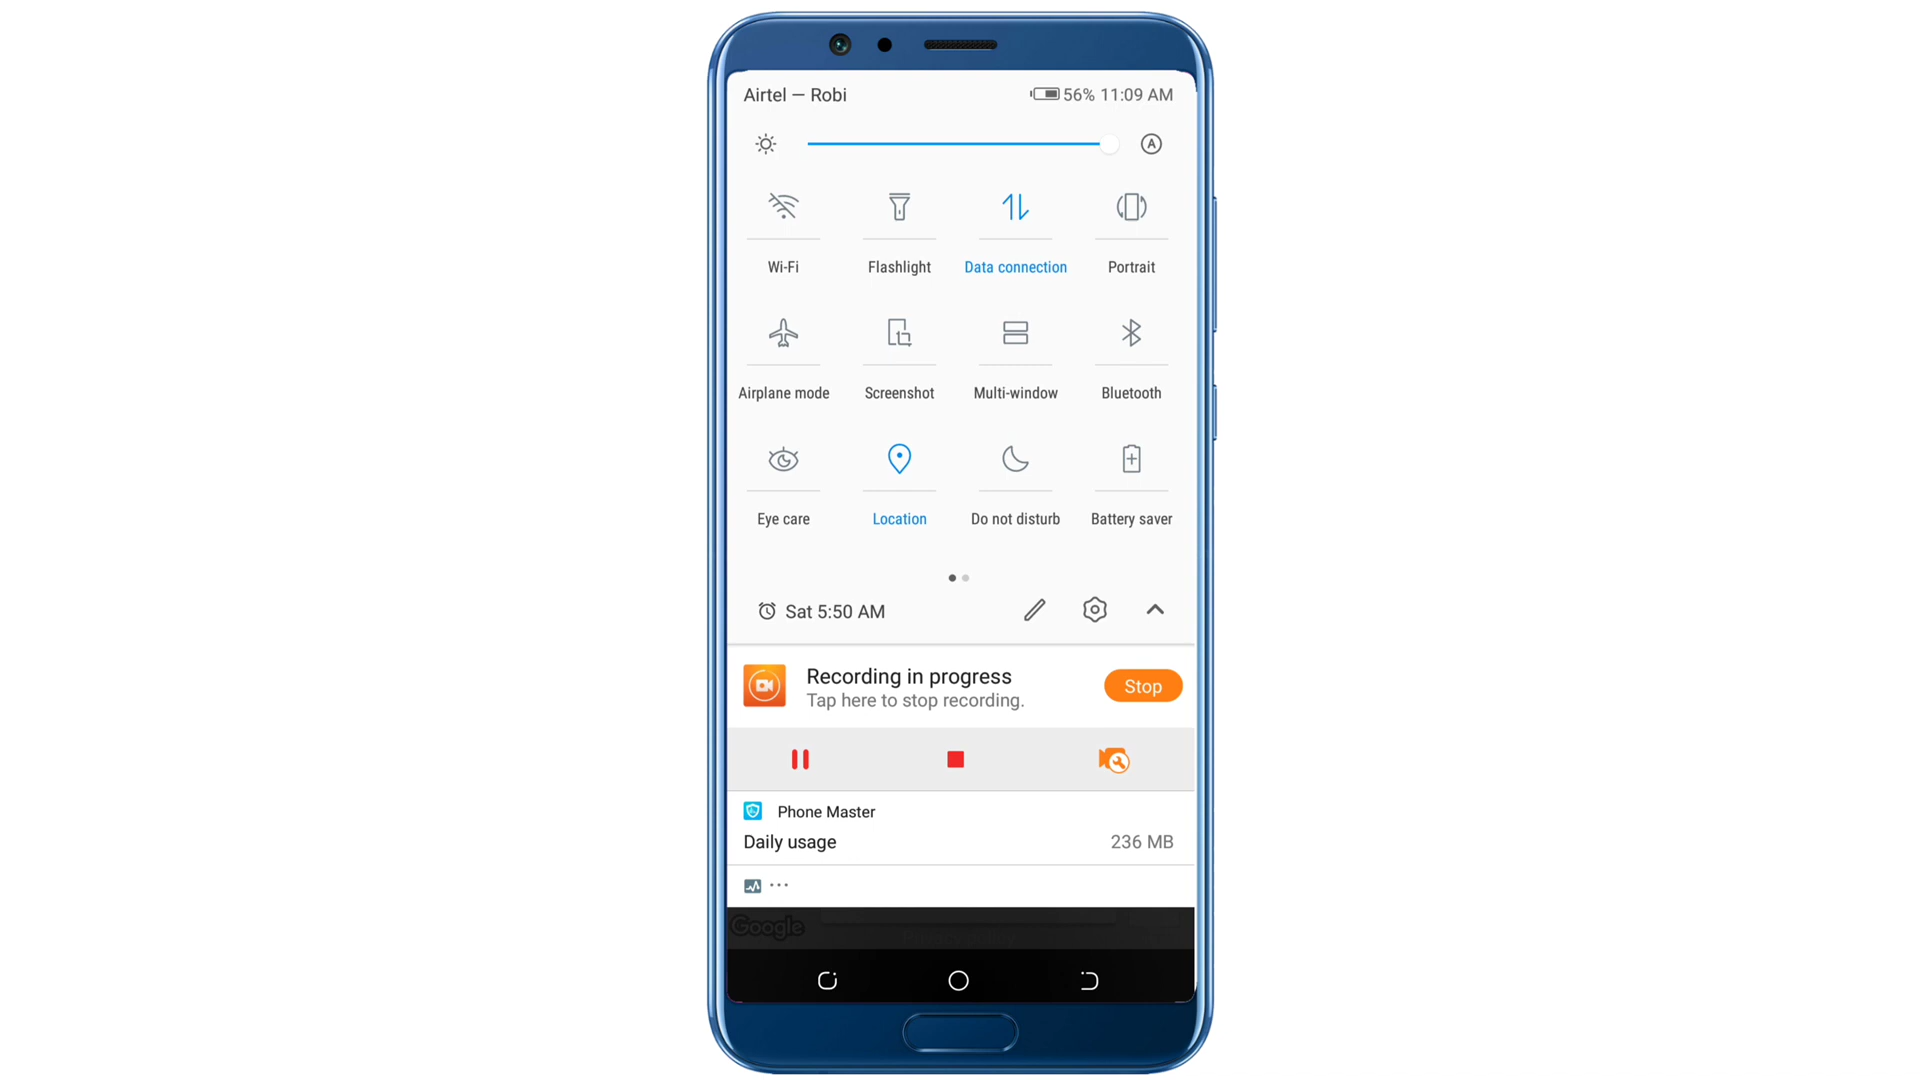 Airtel — Robi 56% 11:09 AM
A
Wi-Fi Flashlight Data connection Portrait
Airplane mode Screenshot Multi-window Bluetooth
Eye care Location Do not disturb Battery saver
Sat 5:50 AM
Recording in progress
Tap here to stop recording.
Stop
Phone Master
Daily usage 236 MB
...
Google
Privacy policy